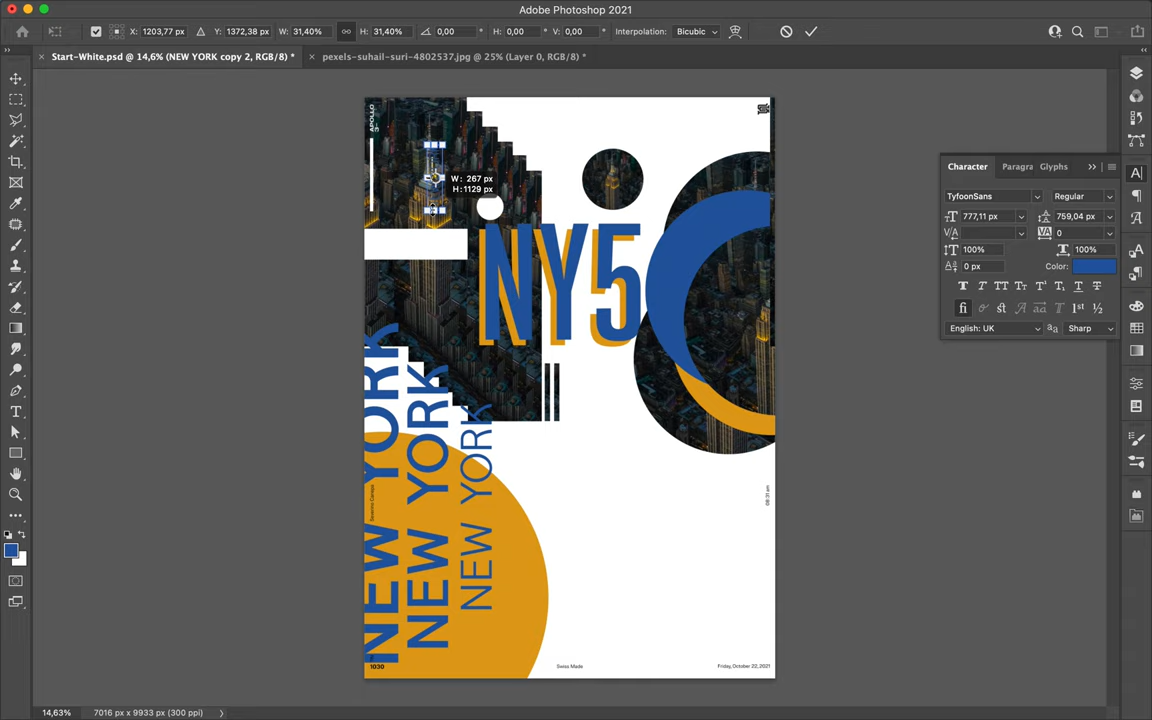 Adobe Photoshop 2021
X: 1203,77 px Y: 1372,38 px W: 31,40% H: 31,40% 0,00 ° H: 0,00 ° V: 0,00 ° Interpolation: Bicubic
Start-White.psd @ 14,6% (NEW YORK copy 2, RGB/8) * pexels-suhail-suri-4802537.jpg @ 25% (Layer 0, RGB/8) *
APOLLO
W: 267 px
H: 1129 px
NY5
NEW YORK
NEW YORK
NEW YORK
08:31 am
1030
Swiss Made
Friday, October 22, 2021
Character Paragra Glyphs
TyfoonSans Regular
777,11 px 759,04 px
0
100% 100%
0 px Color:
English: UK Sharp
14,63% 7016 px x 9933 px (300 ppi)